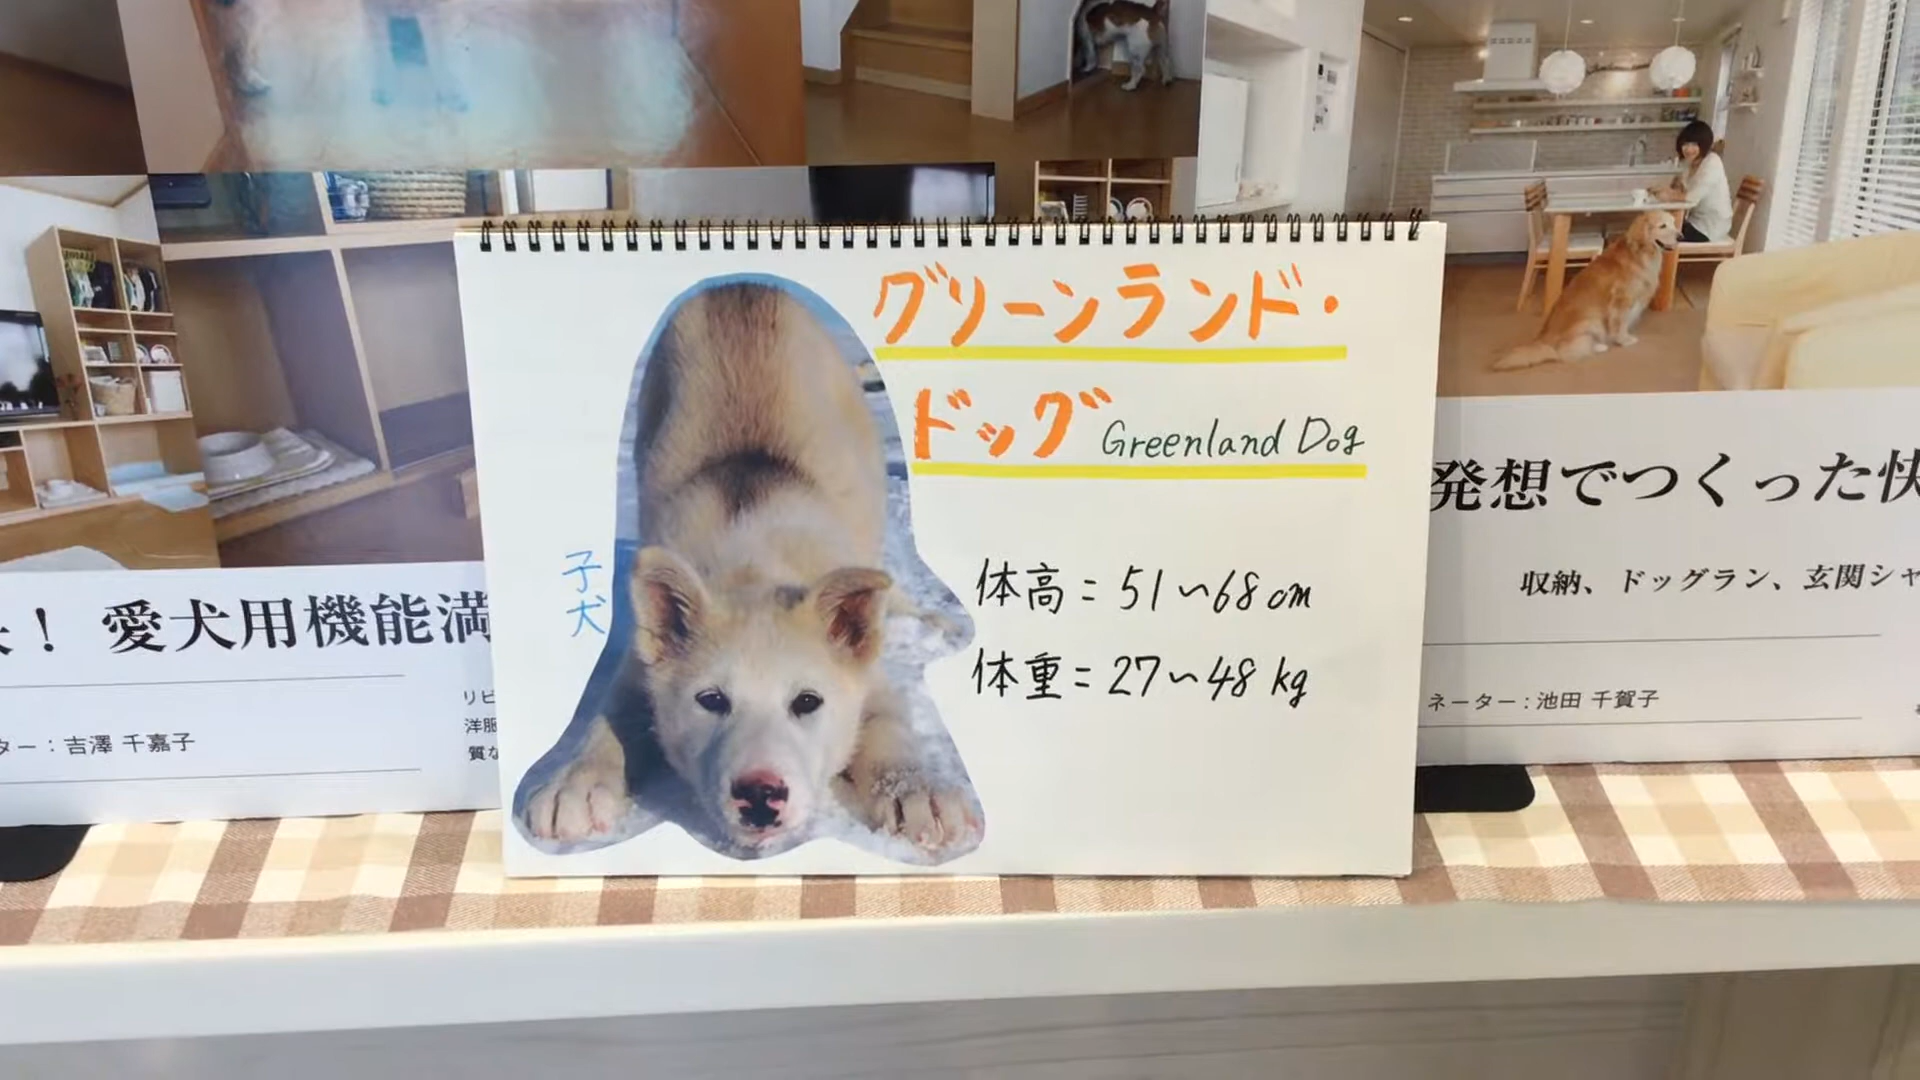 グリーンランド・
ドッグ Greenland Dog
子犬
体高=51~68cm
体重=27~48kg
！ 愛犬用機能満
ター：吉澤 千嘉子
リビ
洋服
質な
発想でつくった快
収納、ドッグラン、玄関シャ
ネーター：池田 千賀子